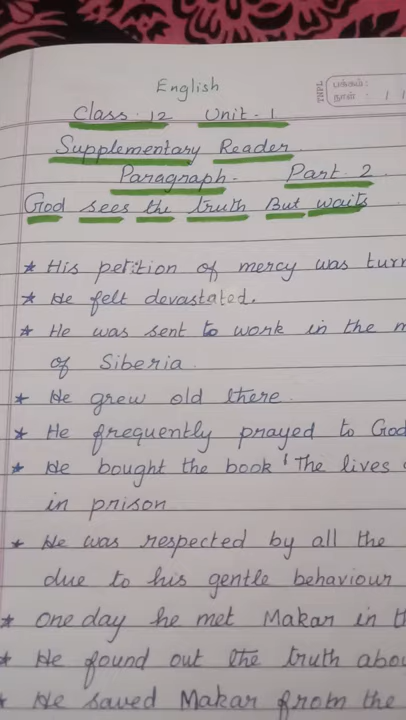 English
TNPL
பக்கம் :
நாள் : / /
Class 12 Unit - 1
Supplementary Reader
Paragraph - Part 2
God sees the truth But waits
* His petition of mercy was
* He felt devastated.
* He was sent to work in the
of Siberia.
* He grew old there
* He frequently prayed to God
* He bought the book ' The lives
in prison
* He was respected by all the
due to his gentle behaviour
* One day he met Makar in
* He found out the truth
* He saved Makar from the